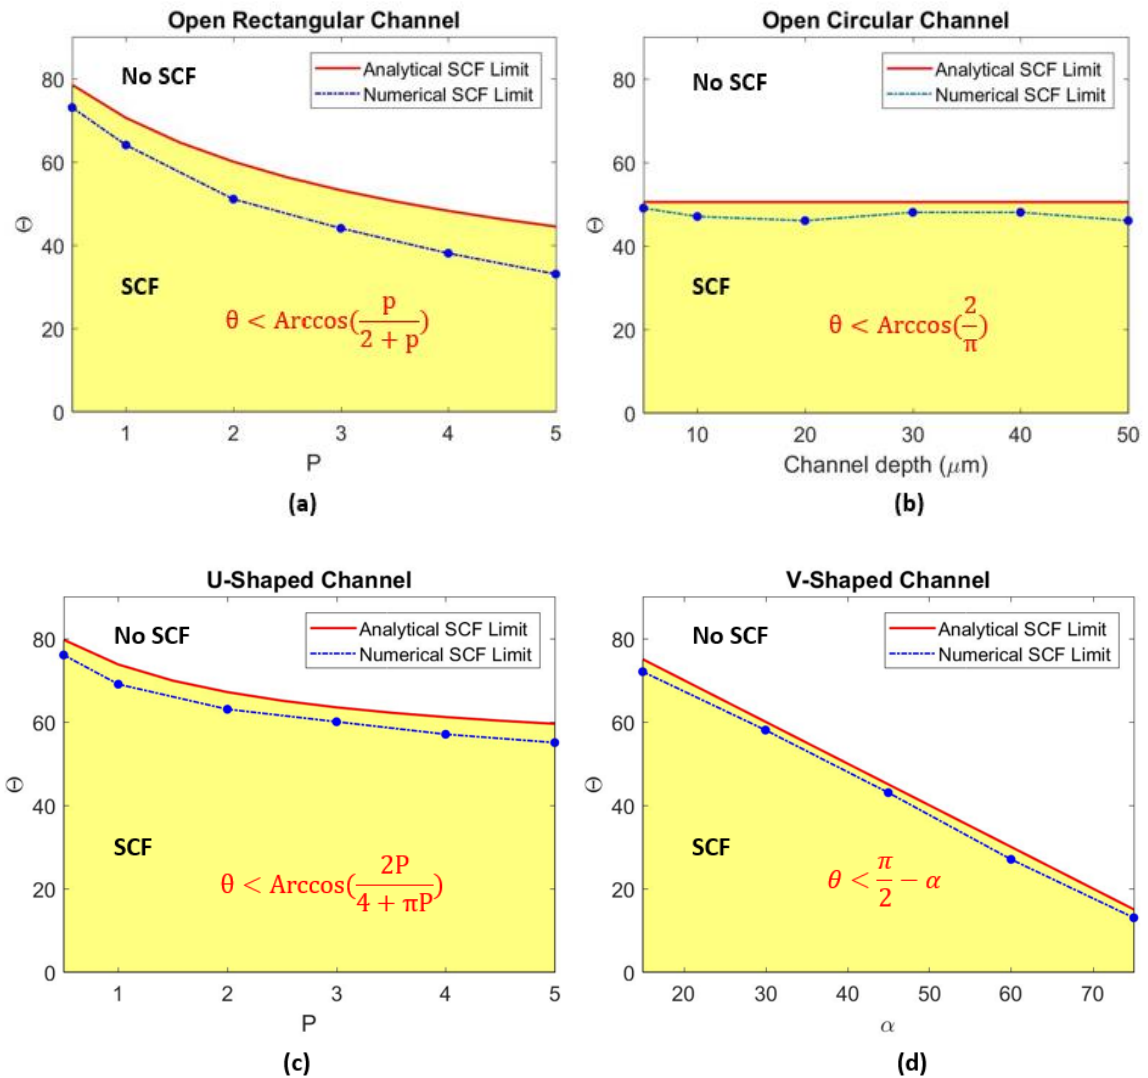 Open Rectangular Channel
No SCF
Analytical SCF Limit
Numerical SCF Limit
80
60
40
20
0
Θ
SCF
θ < Arccos(p/(2 + p))
1 2 3 4 5
P
(a)
Open Circular Channel
No SCF
Analytical SCF Limit
Numerical SCF Limit
80
60
40
20
0
Θ
SCF
θ < Arccos(2/π)
10 20 30 40 50
Channel depth (μm)
(b)
U-Shaped Channel
No SCF
Analytical SCF Limit
Numerical SCF Limit
80
60
40
20
0
Θ
SCF
θ < Arccos(2P/(4 + πP))
1 2 3 4 5
P
(c)
V-Shaped Channel
No SCF
Analytical SCF Limit
Numerical SCF Limit
80
60
40
20
0
Θ
SCF
θ < π/2 − α
20 30 40 50 60 70
α
(d)